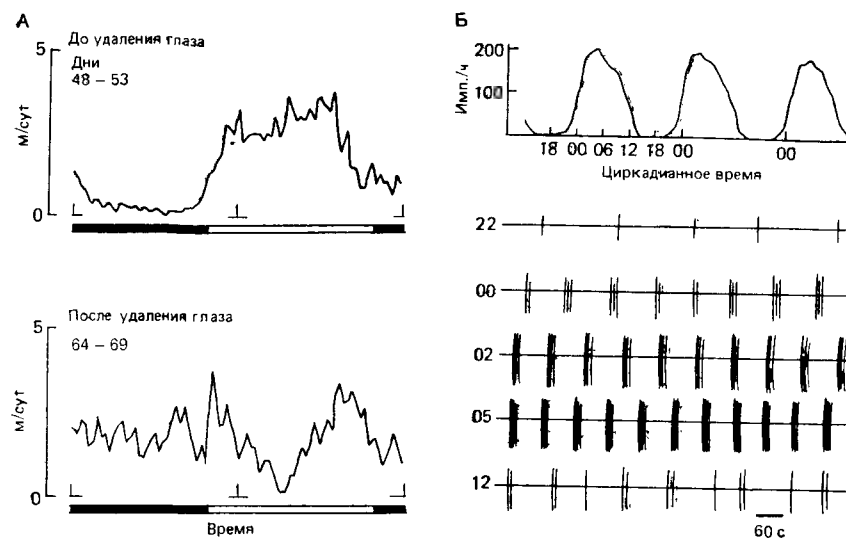 А
До удаления глаза
Дни
48 – 53
5
м/сут
0
После удаления глаза
64 – 69
5
м/сут
0
Время
Б
200
100
Имп./ч
0
18 00 06 12 18 00 00
Циркадианное время
22
00
02
05
12
60 с